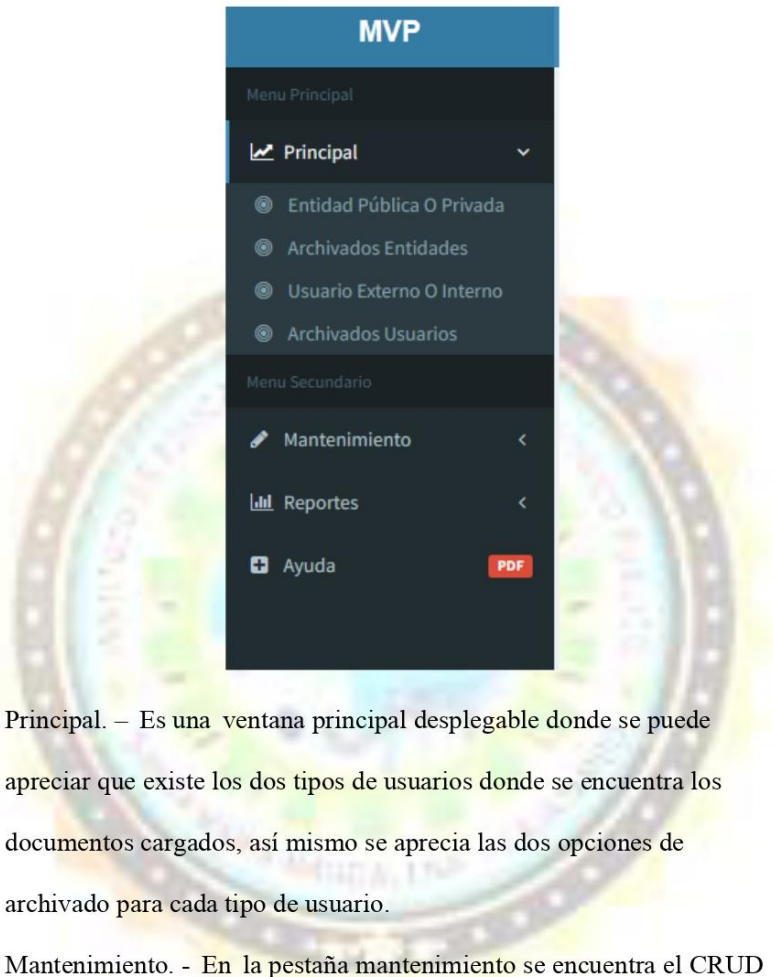 MVP
Menu Principal
Principal
Entidad Pública O Privada
Archivados Entidades
Usuario Externo O Interno
Archivados Usuarios
Menu Secundario
Mantenimiento
Reportes
Ayuda PDF
Principal. – Es una ventana principal desplegable donde se puede
apreciar que existe los dos tipos de usuarios donde se encuentra los
documentos cargados, así mismo se aprecia las dos opciones de
archivado para cada tipo de usuario.
Mantenimiento. - En la pestaña mantenimiento se encuentra el CRUD